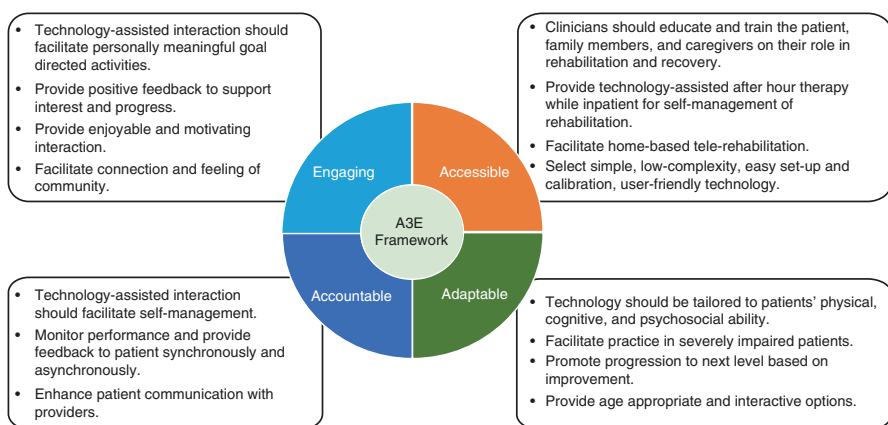 • Technology-assisted interaction should
facilitate personally meaningful goal
directed activities.
• Provide positive feedback to support
interest and progress.
• Provide enjoyable and motivating
interaction.
• Facilitate connection and feeling of
community.
• Clinicians should educate and train the patient,
family members, and caregivers on their role in
rehabilitation and recovery.
• Provide technology-assisted after hour therapy
while inpatient for self-management of
rehabilitation.
• Facilitate home-based tele-rehabilitation.
• Select simple, low-complexity, easy set-up and
calibration, user-friendly technology.
Engaging
Accessible
A3E
Framework
Accountable
Adaptable
• Technology-assisted interaction
should facilitate self-management.
• Monitor performance and provide
feedback to patient synchronously and
asynchronously.
• Enhance patient communication with
providers.
• Technology should be tailored to patients’ physical,
cognitive, and psychosocial ability.
• Facilitate practice in severely impaired patients.
• Promote progression to next level based on
improvement.
• Provide age appropriate and interactive options.